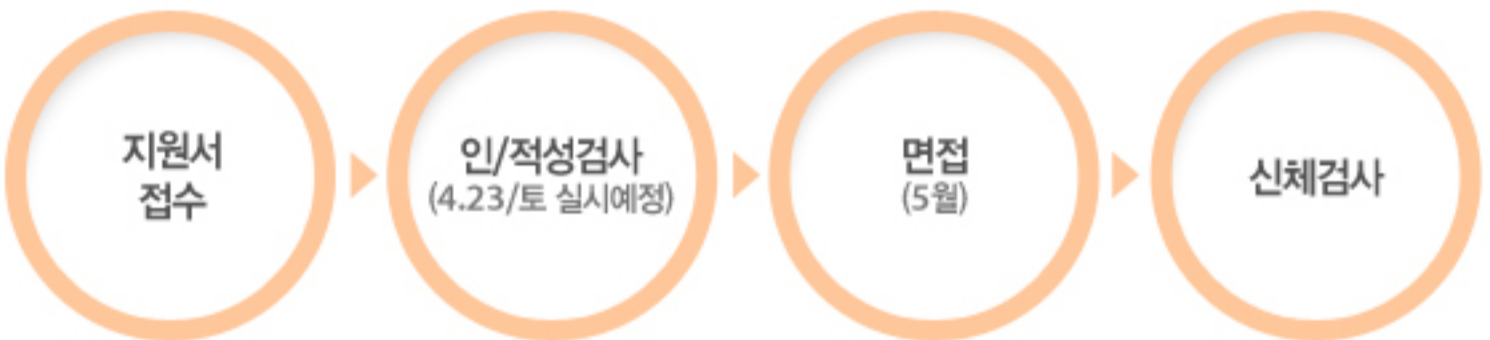 지원서
접수
인/적성검사
(4.23/토 실시예정)
면접
(5월)
신체검사